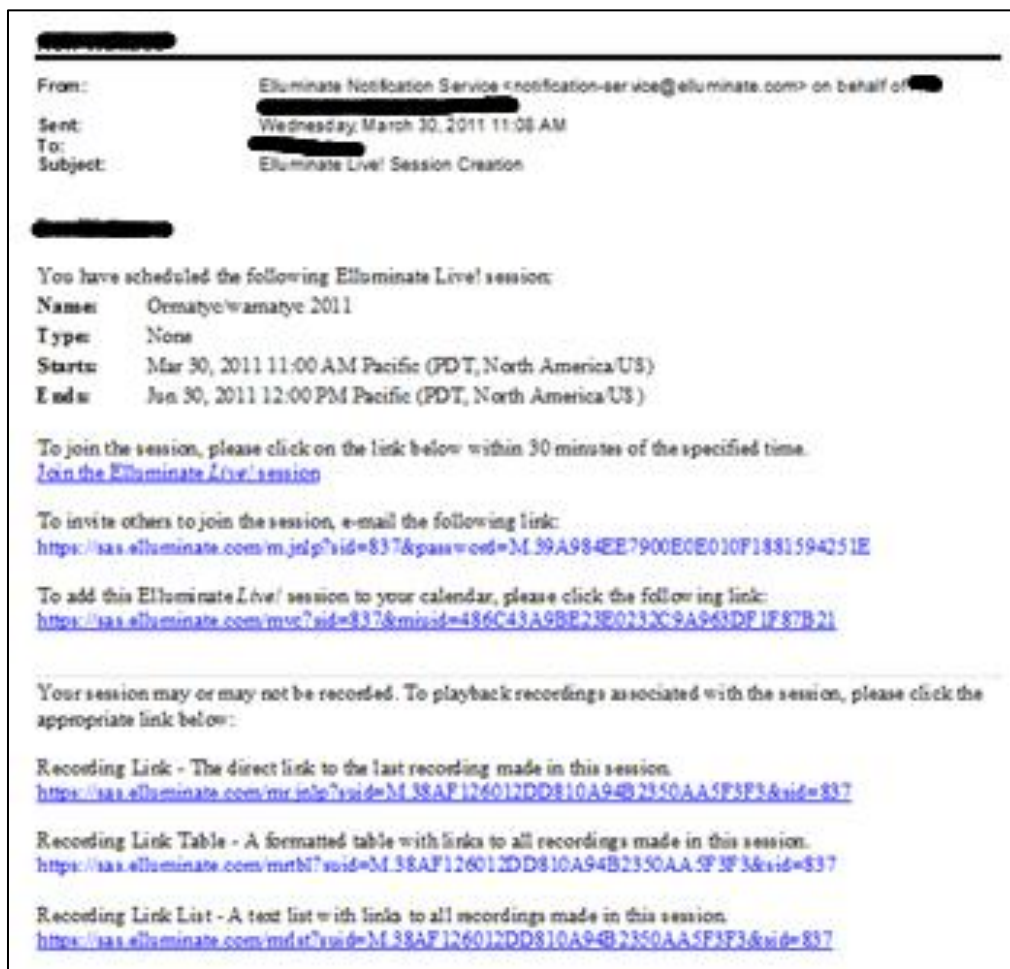 From: Elluminate Notification Service <notification-service@elluminate.com> on behalf of
Sent: Wednesday, March 30, 2011 11:08 AM
To:
Subject: Elluminate Live! Session Creation
You have scheduled the following Elluminate Live! session:
Name: Ormatyc/wamatyc 2011
Type: None
Starts: Mar 30, 2011 11:00 AM Pacific (PDT, North America/US)
Ends: Jun 30, 2011 12:00 PM Pacific (PDT, North America/US)
To join the session, please click on the link below within 30 minutes of the specified time.
Join the Elluminate Live! session
To invite others to join the session, e-mail the following link:
https://sas.elluminate.com/m.jnlp?sid=837&password=M.39A984EE7900E0E010F1881594251E
To add this Elluminate Live! session to your calendar, please click the following link:
https://sas.elluminate.com/mvc?sid=837&miuid=486C43A9BE23E0232C9A963DF1F87B21
Your session may or may not be recorded. To playback recordings associated with the session, please click the
appropriate link below:
Recording Link - The direct link to the last recording made in this session.
https://sas.elluminate.com/mr.jnlp?suid=M.38AF126012DD810A94B2350AA5F3F3&sid=837
Recording Link Table - A formatted table with links to all recordings made in this session.
https://sas.elluminate.com/mrtbl?suid=M.38AF126012DD810A94B2350AA5F3F3&sid=837
Recording Link List - A text list with links to all recordings made in this session.
https://sas.elluminate.com/mrlst?suid=M.38AF126012DD810A94B2350AA5F3F3&sid=837